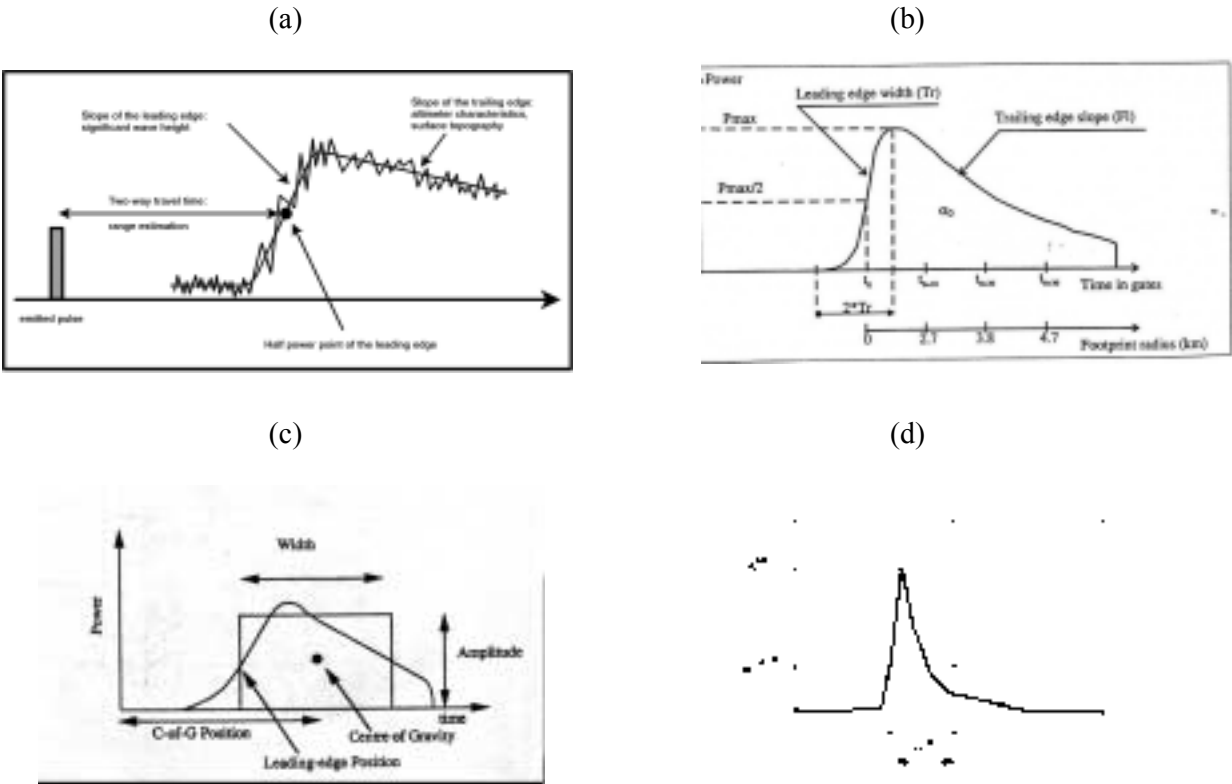 (a)
Slope of the leading edge:
significant wave height
Slope of the trailing edge:
altimeter characteristics,
surface topography
Two-way travel time:
range estimation
emitted pulse
Half power point of the leading edge
(b)
Power
Leading edge width (Tr)
Pmax
Trailing edge slope (Fl)
Pmax/2
Time in gates
2*Tr
0 2.7 3.8 4.7
Footprint radius (km)
(c)
Width
Power
Amplitude
time
C-of-G Position
Centre of Gravity
Leading-edge Position
(d)